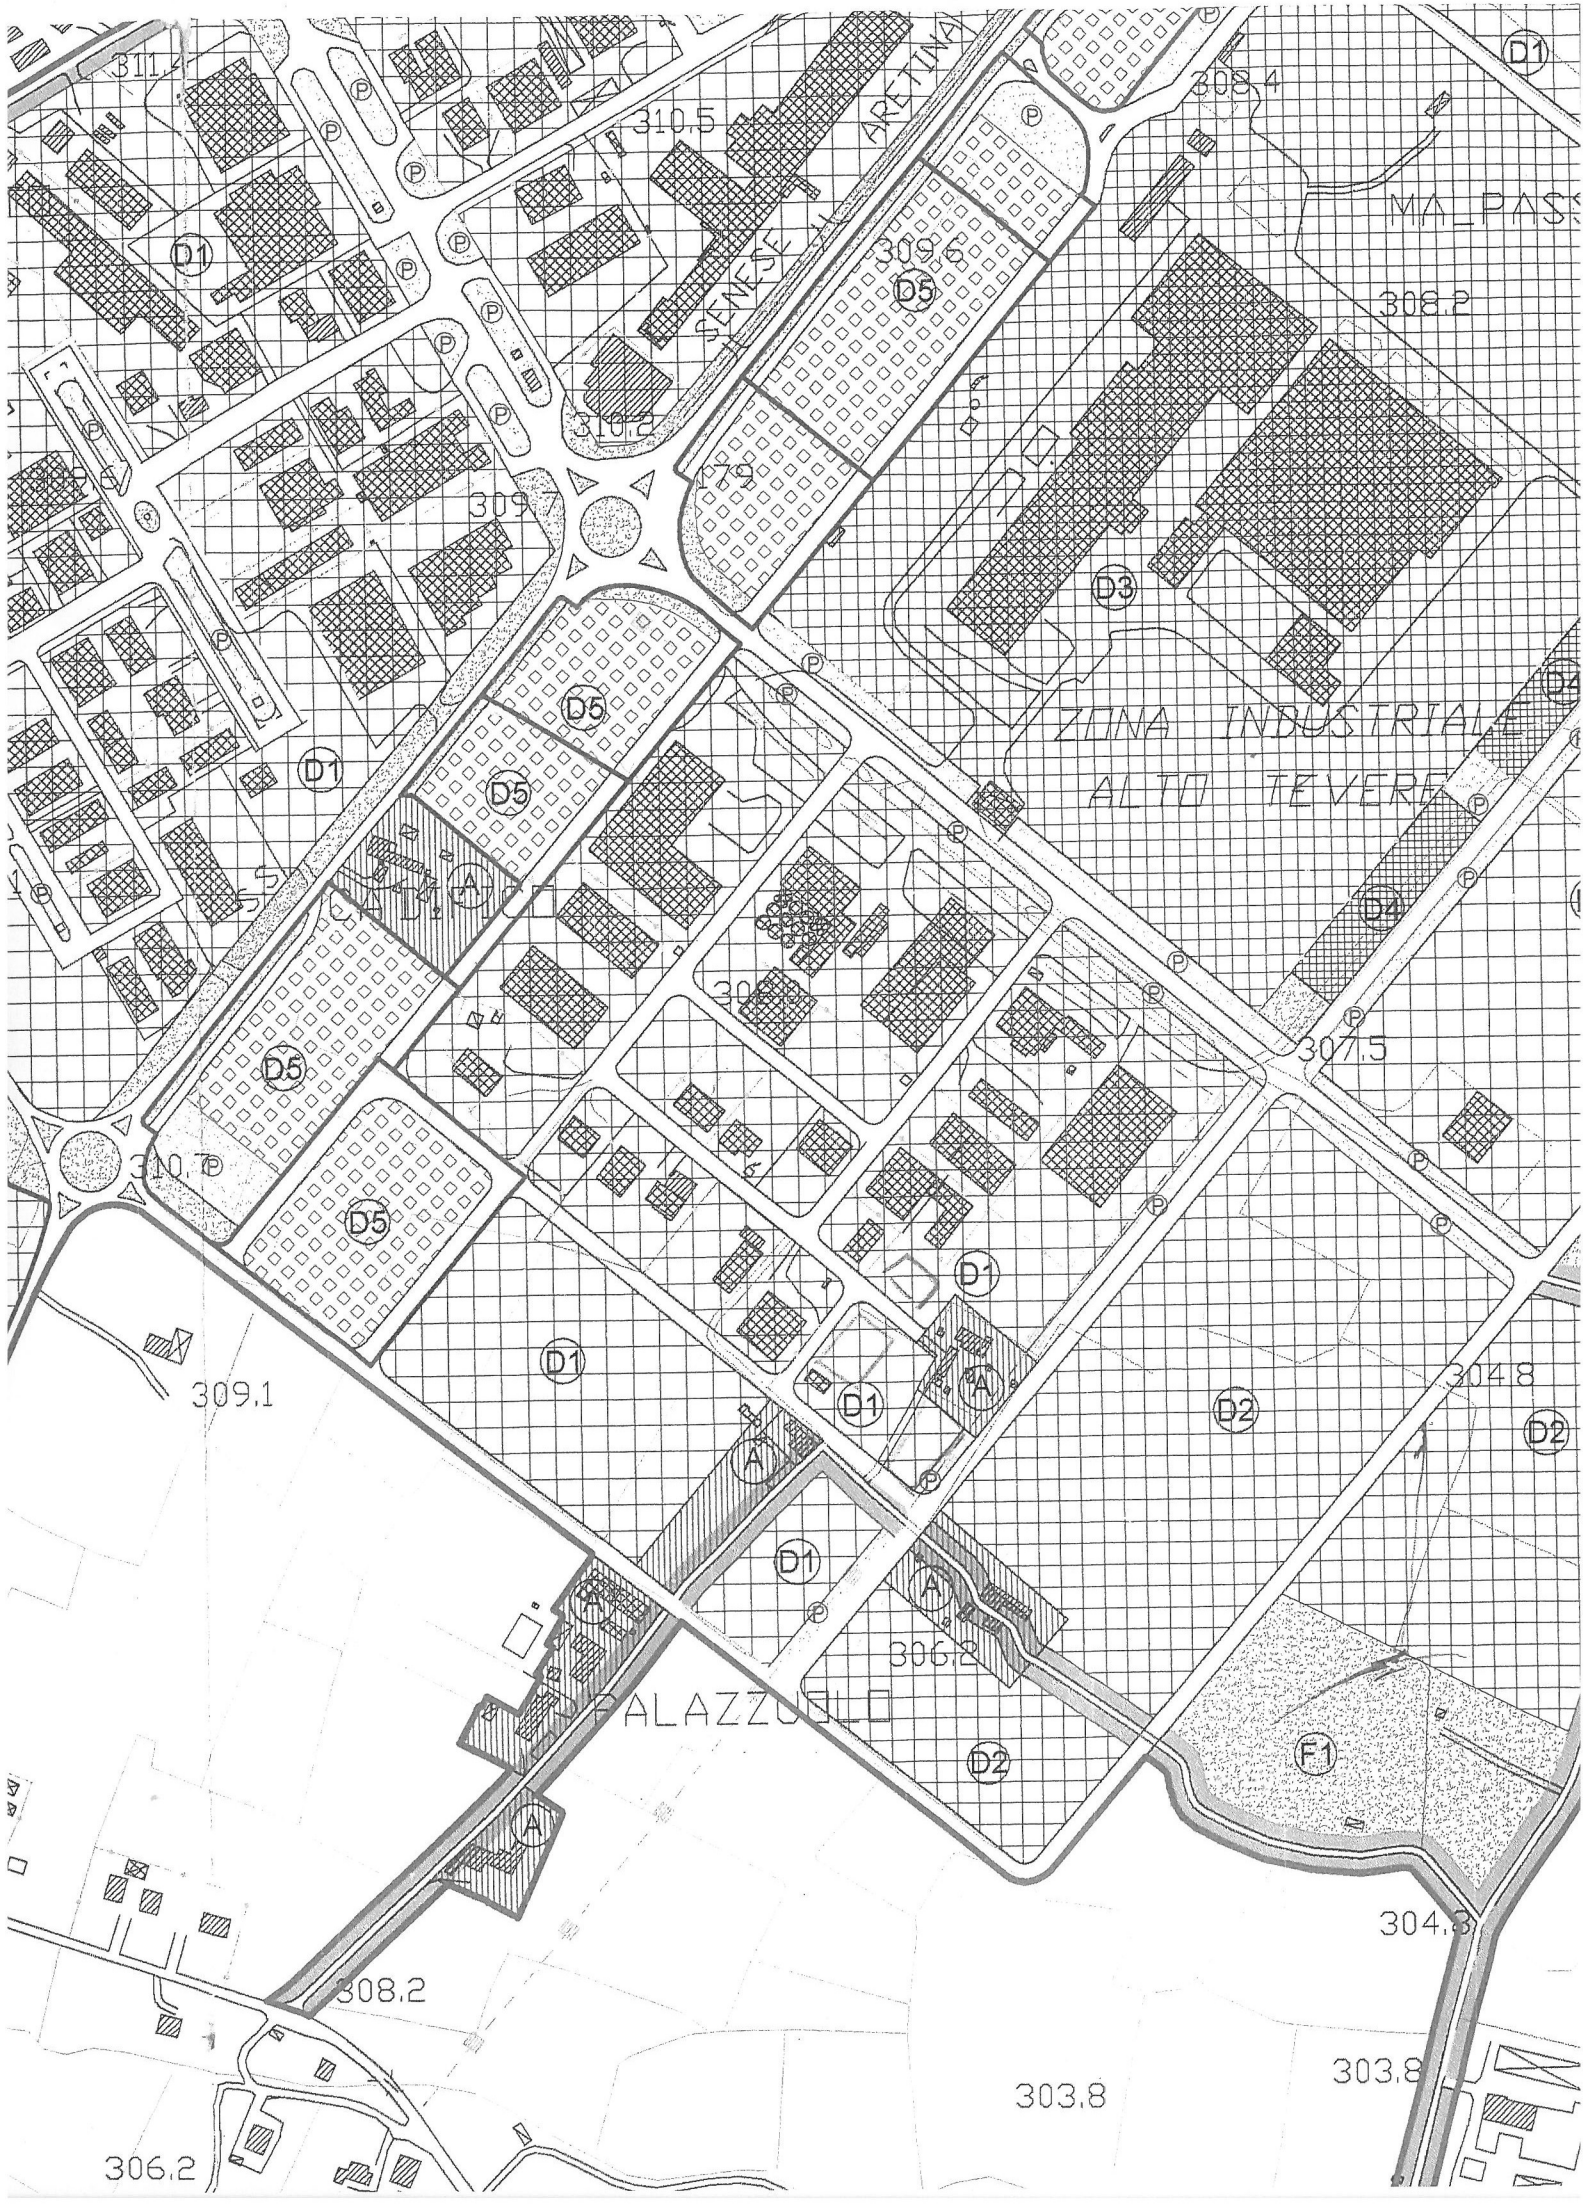 D1
311.
P
308.4
P
P
310.5
P
ARETINA
P
MA_PASS
P
D1
309.6
P
P
SENESE
D5
308.2
P
P
P
P
310.2
179
309.7
D3
P
P
D4
P
D5
ZONA INDUSTRIALE
D1
D5
ALTO TEVERE
P
P
P
P
A
D4
SS
P
P
P
307.5
D5
P
310.7
P
P
D5
P
P
D1
D1
304.8
309.1
A
D1
D2
D2
A
P
D1
A
A
P
306.2
PALAZZUOLO
D2
F1
A
304.3
308.2
303.8
303.8
306.2